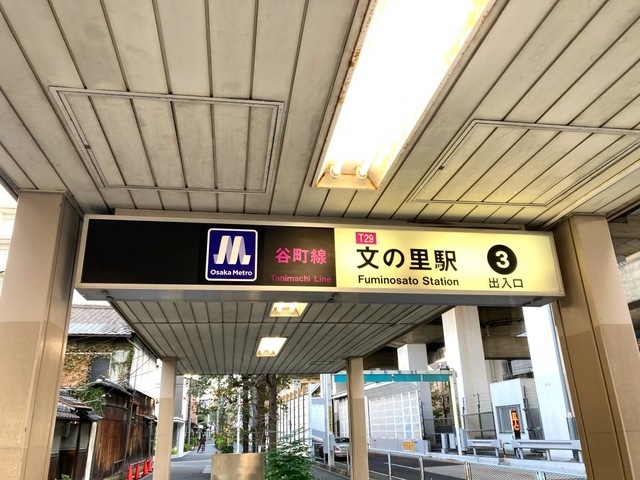 Osaka Metro
谷町線
Tanimachi Line
T29
文の里駅
Fuminosato Station
3
出入口